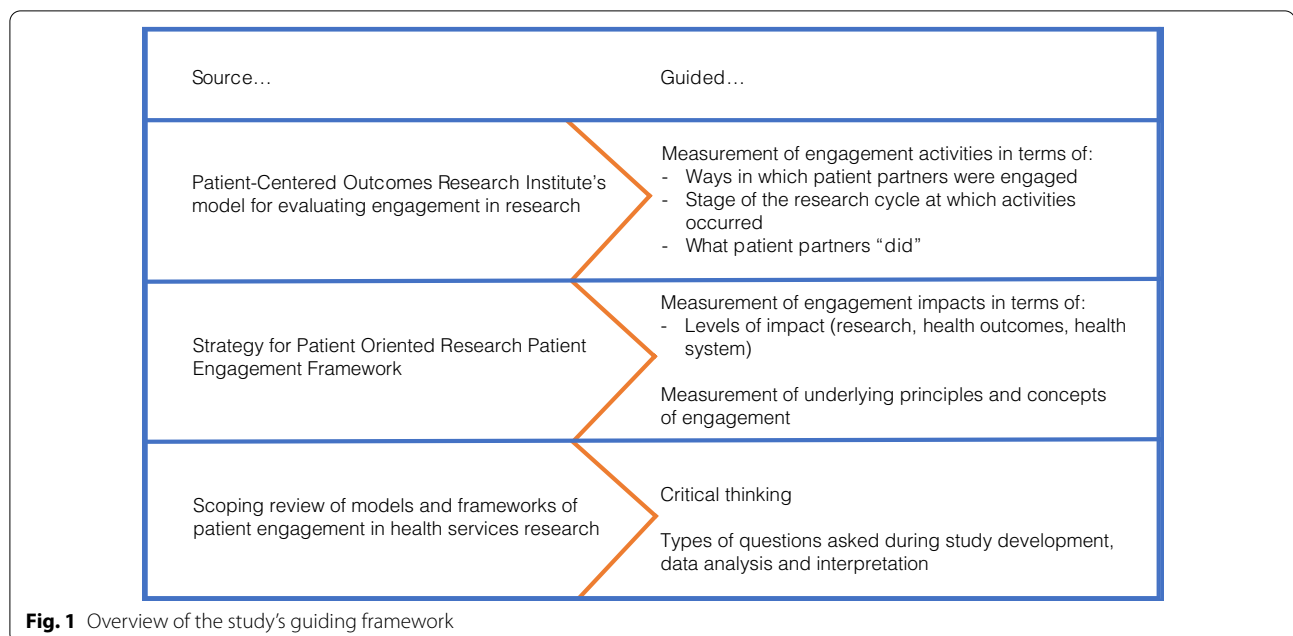 Source…
Guided…
Patient-Centered Outcomes Research Institute’s
model for evaluating engagement in research
Measurement of engagement activities in terms of:
- Ways in which patient partners were engaged
- Stage of the research cycle at which activities
occurred
- What patient partners “did”
Strategy for Patient Oriented Research Patient
Engagement Framework
Measurement of engagement impacts in terms of:
- Levels of impact (research, health outcomes, health
system)
Measurement of underlying principles and concepts
of engagement
Scoping review of models and frameworks of
patient engagement in health services research
Critical thinking
Types of questions asked during study development,
data analysis and interpretation
Fig. 1 Overview of the study’s guiding framework